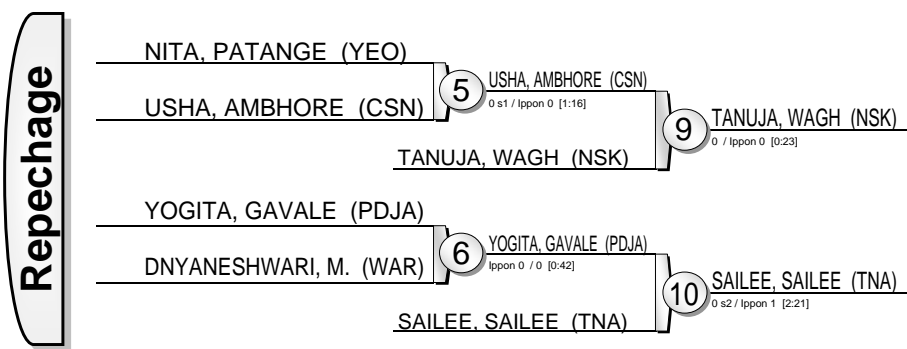 Repechage
NITA, PATANGE (YEO)
USHA, AMBHORE (CSN)
5
USHA, AMBHORE (CSN)
0 s1 / Ippon 0 [1:16]
TANUJA, WAGH (NSK)
9
TANUJA, WAGH (NSK)
0 / Ippon 0 [0:23]
YOGITA, GAVALE (PDJA)
DNYANESHWARI, M. (WAR)
6
YOGITA, GAVALE (PDJA)
Ippon 0 / 0 [0:42]
SAILEE, SAILEE (TNA)
10
SAILEE, SAILEE (TNA)
0 s2 / Ippon 1 [2:21]